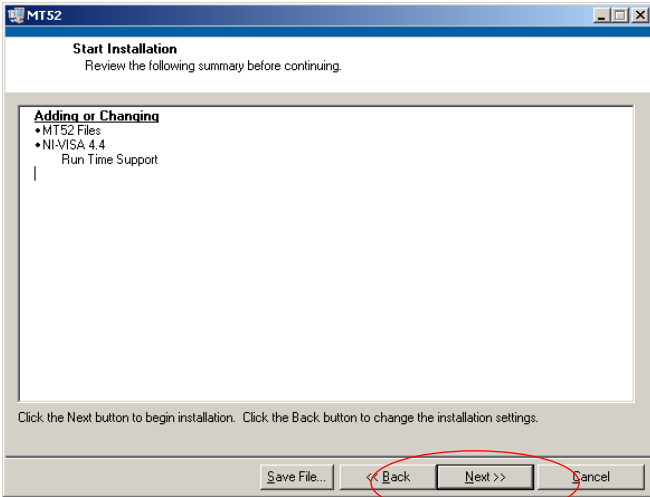 MT52
Start Installation
Review the following summary before continuing.
Adding or Changing
•MT52 Files
•NI-VISA 4.4
Run Time Support
Click the Next button to begin installation. Click the Back button to change the installation settings.
Save File... << Back Next >> Cancel